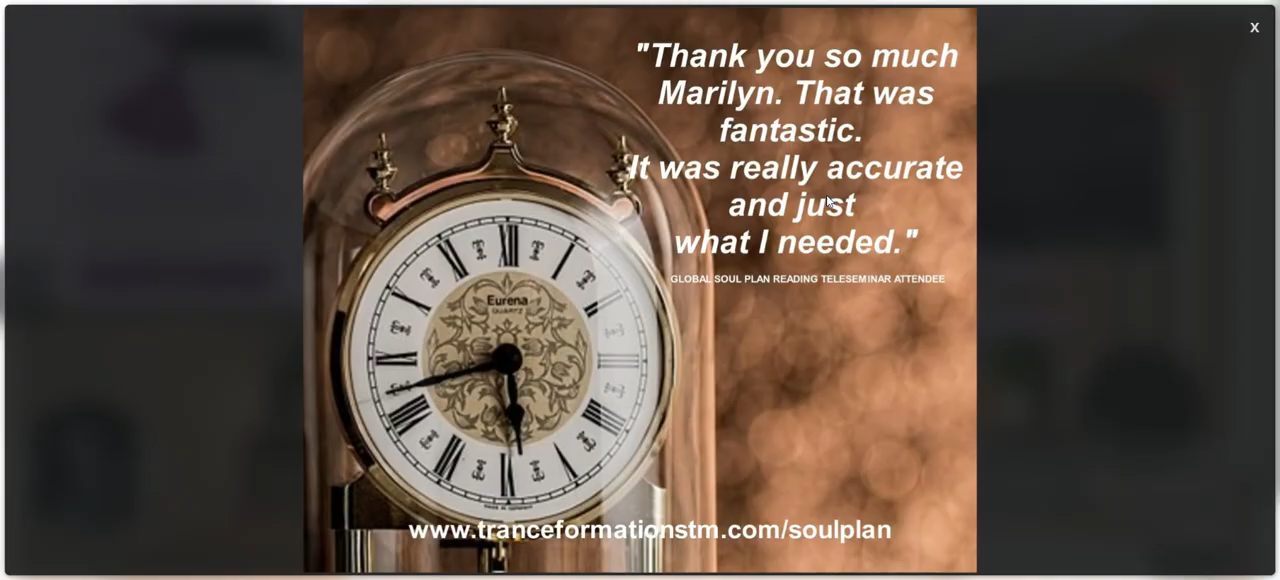 X
"Thank you so much
Marilyn. That was
fantastic.
It was really accurate
and just
what I needed."
GLOBAL SOUL PLAN READING TELESEMINAR ATTENDEE
Eurena
QUARTZ
www.tranceformationstm.com/soulplan